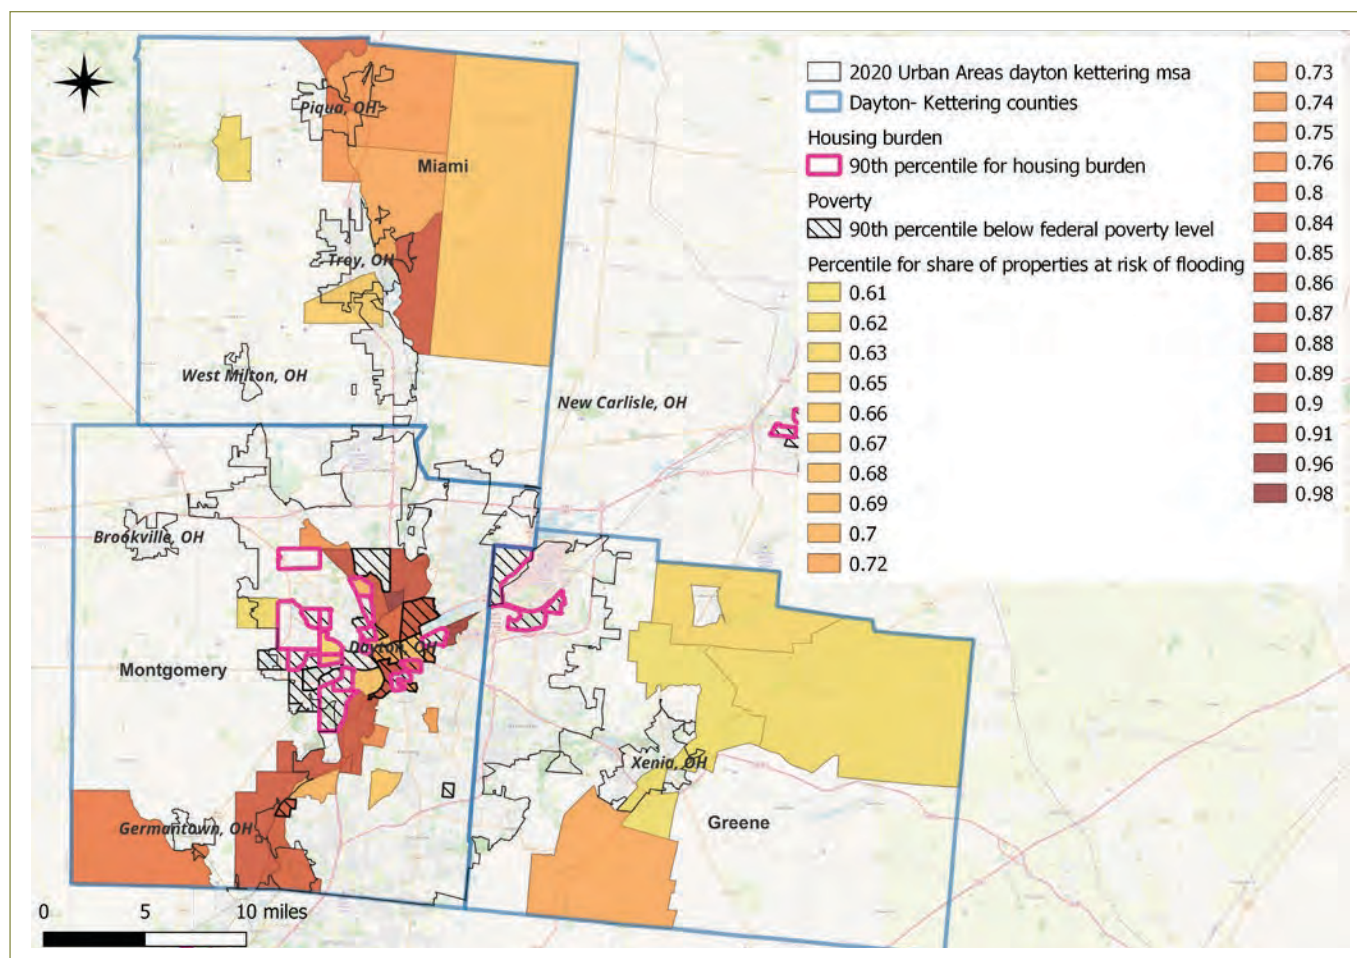 2020 Urban Areas dayton kettering msa
Dayton- Kettering counties
Housing burden
90th percentile for housing burden
Poverty
90th percentile below federal poverty level
Percentile for share of properties at risk of flooding
0.61
0.62
0.63
0.65
0.66
0.67
0.68
0.69
0.7
0.72
0.73
0.74
0.75
0.76
0.8
0.84
0.85
0.86
0.87
0.88
0.89
0.9
0.91
0.96
0.98
Piqua, OH
Miami
Troy, OH
West Milton, OH
New Carlisle, OH
Brookville, OH
Dayton, OH
Montgomery
Xenia, OH
Germantown, OH
Greene
0 5 10 miles